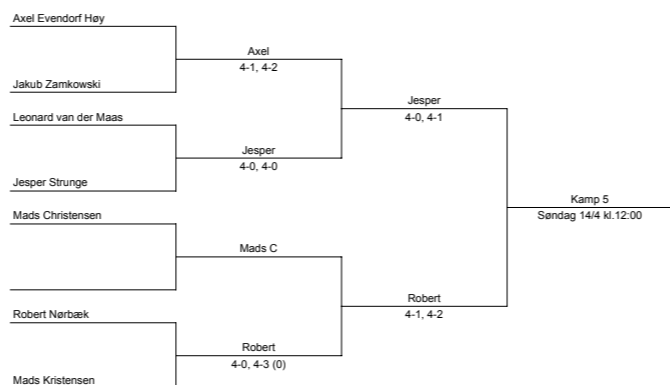 Axel Evendorf Høy
Axel
4-1, 4-2
Jakub Zamkowski
Jesper
4-0, 4-1
Leonard van der Maas
Jesper
4-0, 4-0
Jesper Strunge
Kamp 5
Søndag 14/4 kl.12:00
Mads Christensen
Mads C
Robert
4-1, 4-2
Robert Nørbæk
Robert
4-0, 4-3 (0)
Mads Kristensen